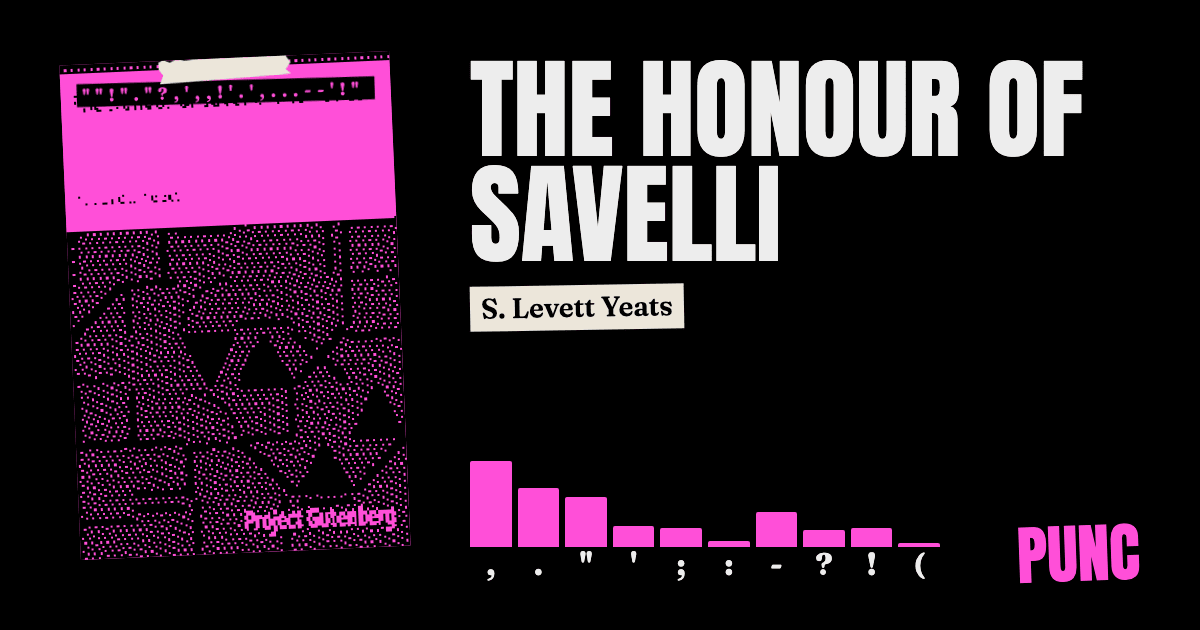 ""!"."?,',,!'.',...--'!"
Project Gutenberg
THE HONOUR OF
SAVELLI
S. Levett Yeats
, . " ' ; : - ? ! (
PUNC